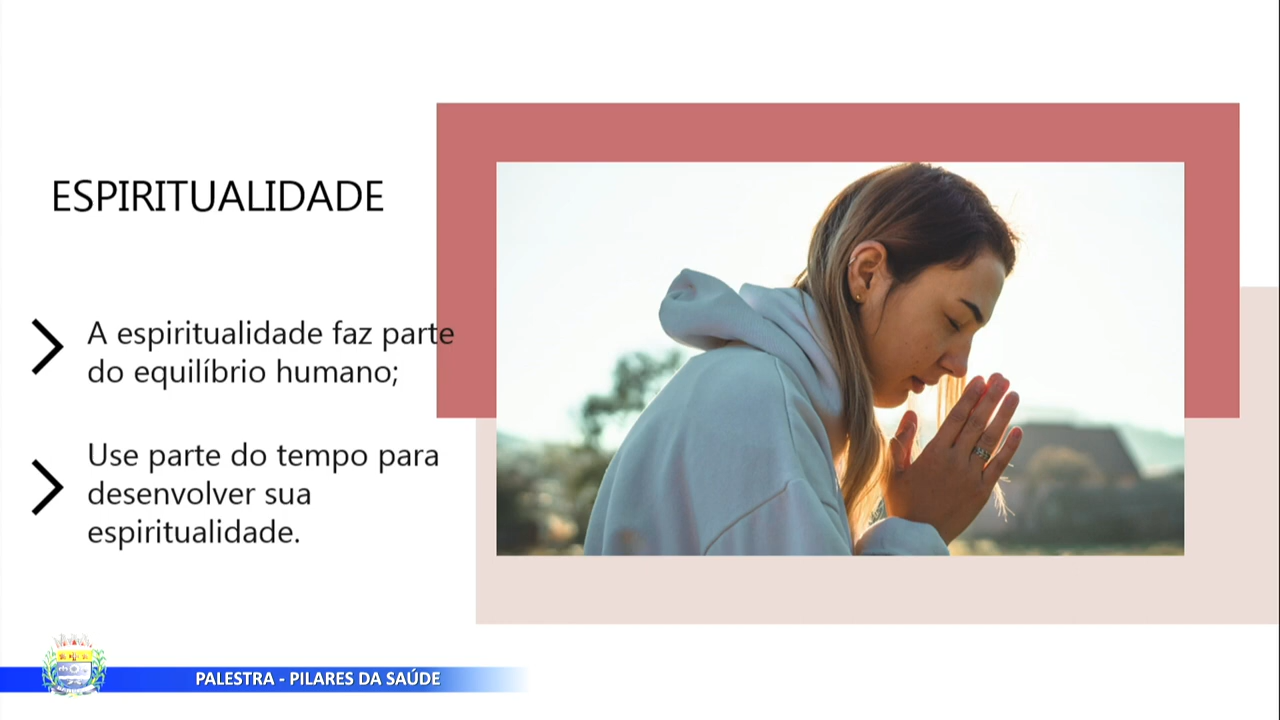 ESPIRITUALIDADE
A espiritualidade faz parte
do equilíbrio humano;
Use parte do tempo para
desenvolver sua
espiritualidade.
PALESTRA - PILARES DA SAÚDE